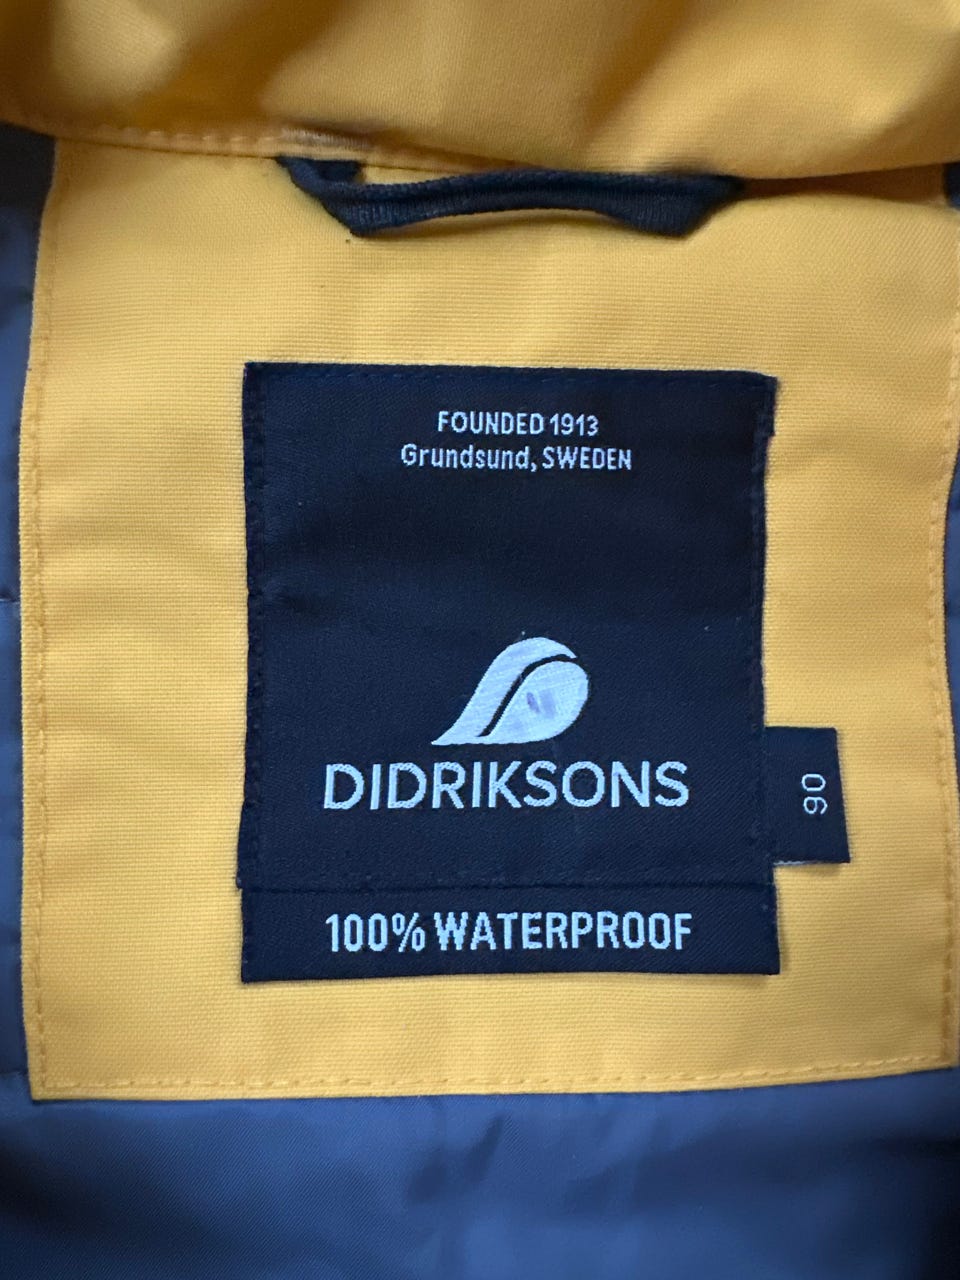 FOUNDED 1913
Grundsund, SWEDEN
DIDRIKSONS
90
100% WATERPROOF